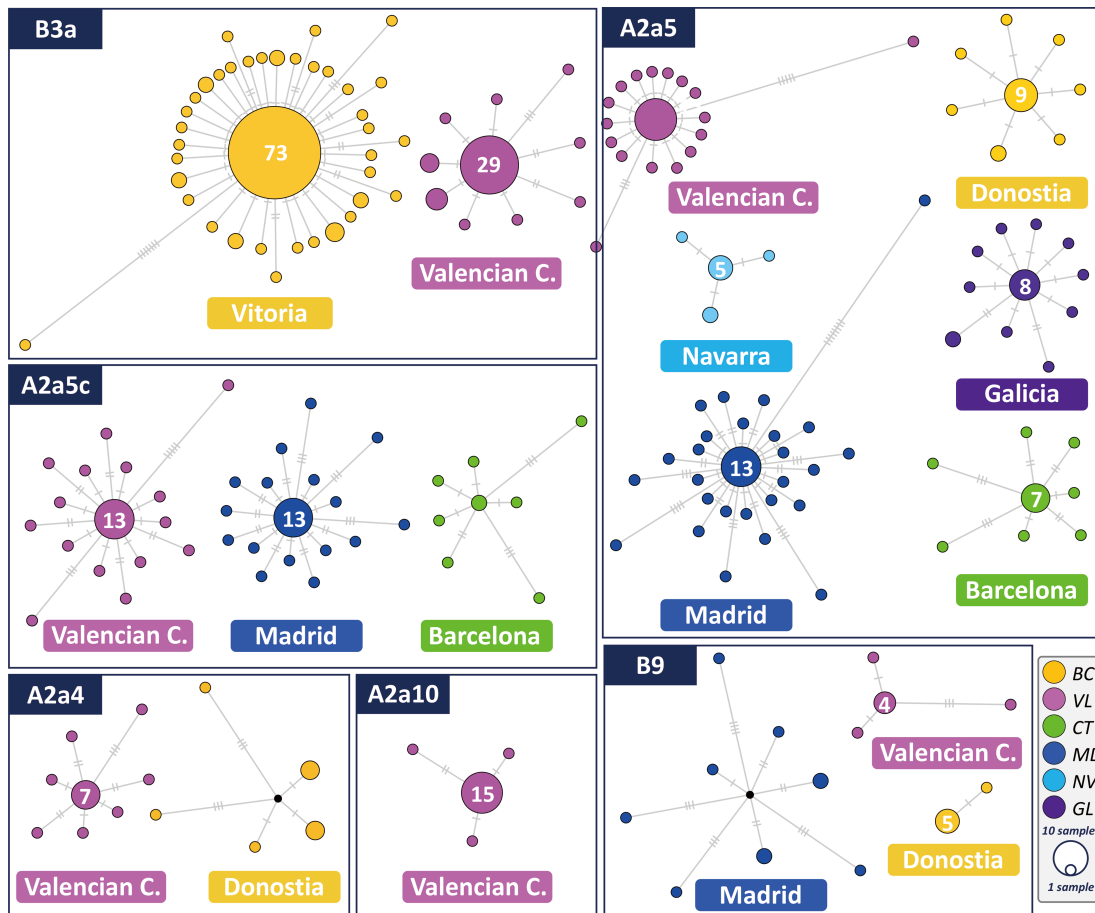 B3a
73
29
Valencian C.
Vitoria
A2a5
9
Valencian C.
Donostia
5
8
Navarra
Galicia
13
7
Madrid
Barcelona
A2a5c
13
13
Valencian C.
Madrid
Barcelona
A2a4
7
Valencian C.
Donostia
A2a10
15
Valencian C.
B9
4
Valencian C.
5
Donostia
Madrid
BC
VL
CT
NV
GL
10 sample
1 sample